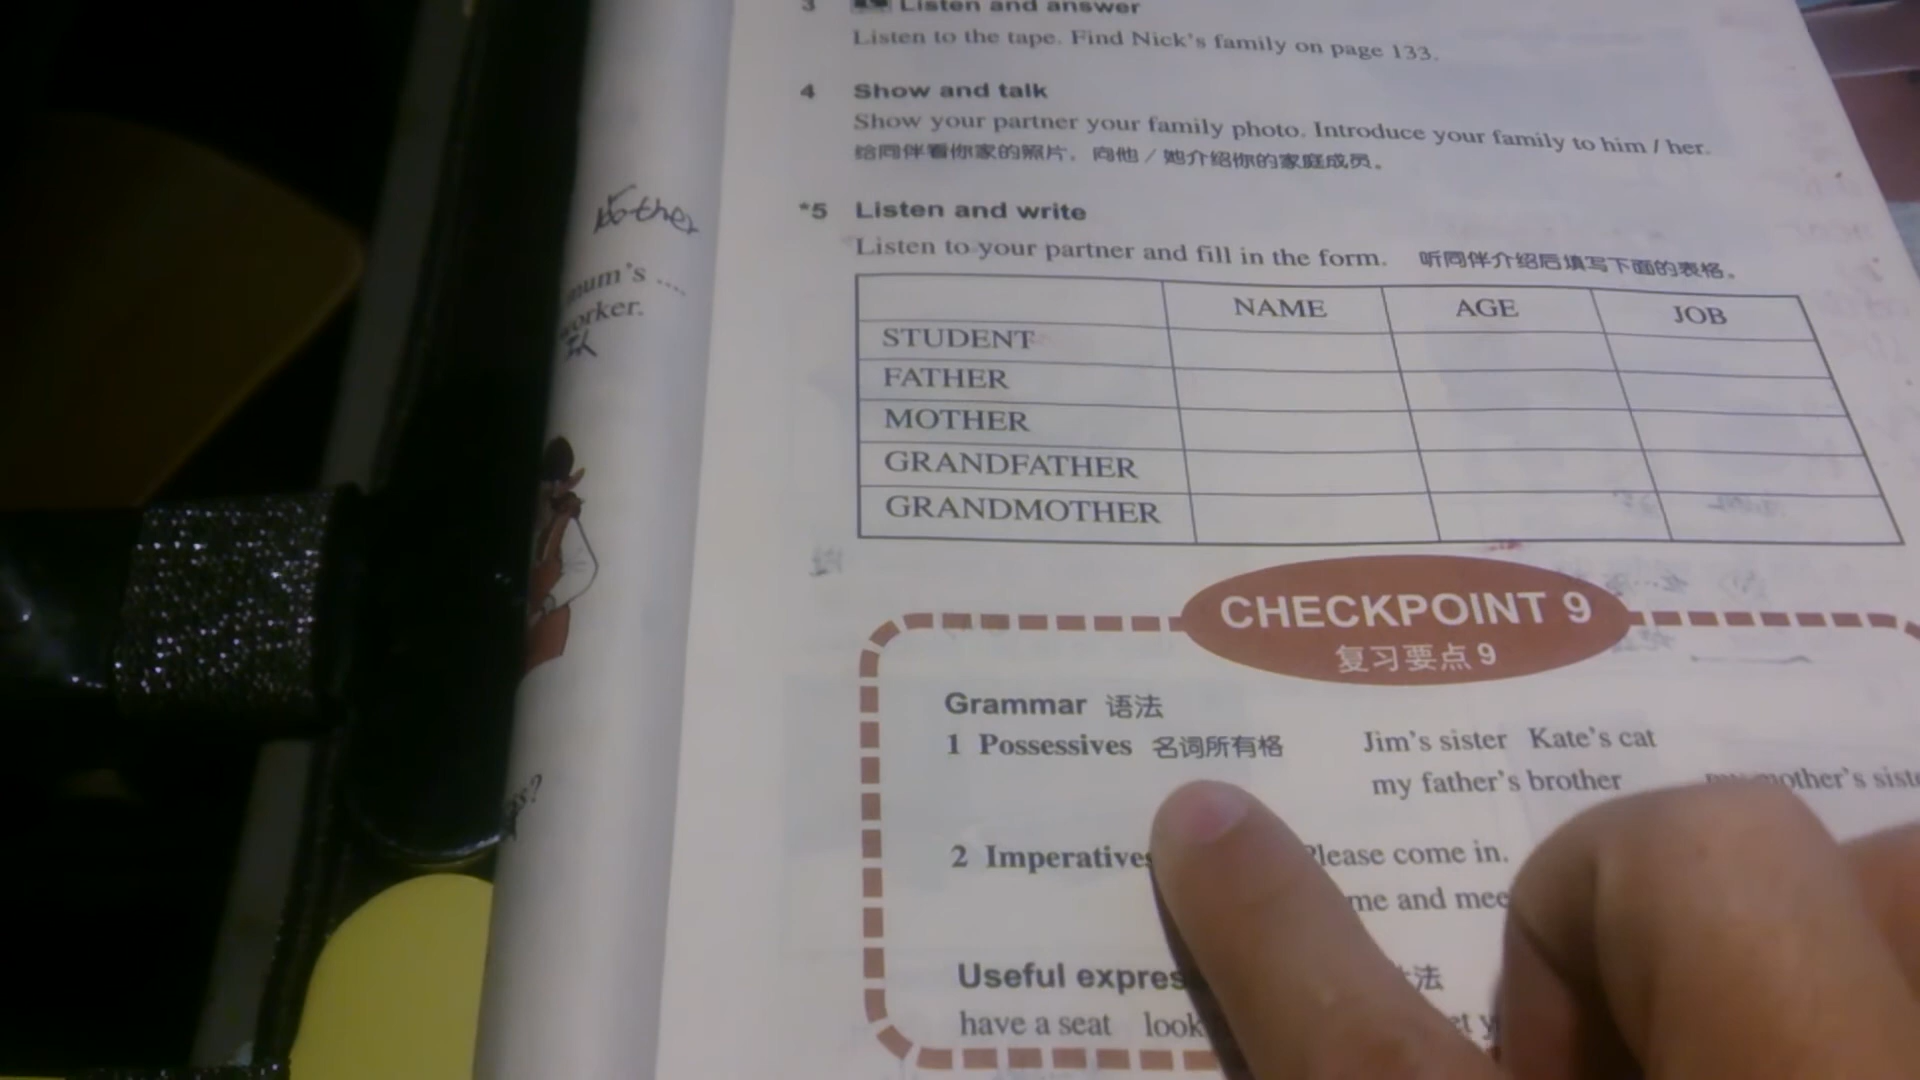 3 Listen and answer
Listen to the tape. Find Nick's family on page 133.
4 Show and talk
Show your partner your family photo. Introduce your family to him / her.
给同伴看你家的照片，向他 / 她介绍你的家庭成员。
*5 Listen and write
Listen to your partner and fill in the form. 听同伴介绍后填写下面的表格。
NAME AGE JOB
STUDENT
FATHER
MOTHER
GRANDFATHER
GRANDMOTHER
mum's ....
worker.
CHECKPOINT 9
复习要点 9
Grammar 语法
1 Possessives 名词所有格 Jim's sister Kate's cat
my father's brother
2 Imperatives Please come in.
me and
Useful
have a seat look